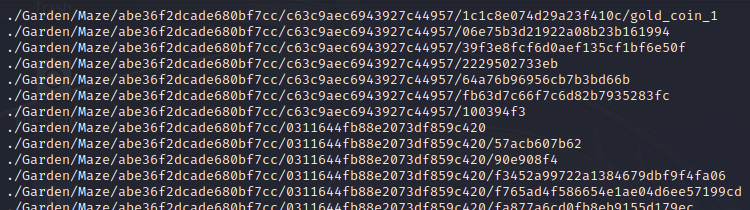 ./Garden/Maze/abe36f2dcade680bf7cc/c63c9aec6943927c44957/1c1c8e074d29a23f410c/gold_coin_1
./Garden/Maze/abe36f2dcade680bf7cc/c63c9aec6943927c44957/06e75b3d21922a08b23b161994
./Garden/Maze/abe36f2dcade680bf7cc/c63c9aec6943927c44957/39f3e8fcf6d0aef135cf1bf6e50f
./Garden/Maze/abe36f2dcade680bf7cc/c63c9aec6943927c44957/2229502733eb
./Garden/Maze/abe36f2dcade680bf7cc/c63c9aec6943927c44957/64a76b96956cb7b3bd66b
./Garden/Maze/abe36f2dcade680bf7cc/c63c9aec6943927c44957/fb63d7c66f7c6d82b7935283fc
./Garden/Maze/abe36f2dcade680bf7cc/c63c9aec6943927c44957/100394f3
./Garden/Maze/abe36f2dcade680bf7cc/0311644fb88e2073df859c420
./Garden/Maze/abe36f2dcade680bf7cc/0311644fb88e2073df859c420/57acb607b62
./Garden/Maze/abe36f2dcade680bf7cc/0311644fb88e2073df859c420/90e908f4
./Garden/Maze/abe36f2dcade680bf7cc/0311644fb88e2073df859c420/f3452a99722a1384679dbf9f4fa06
./Garden/Maze/abe36f2dcade680bf7cc/0311644fb88e2073df859c420/f765ad4f586654e1ae04d6ee57199cd
./Garden/Maze/abe36f2dcade680bf7cc/0311644fb88e2073df859c420/fa877a6cd0fb8eb9155d179ec